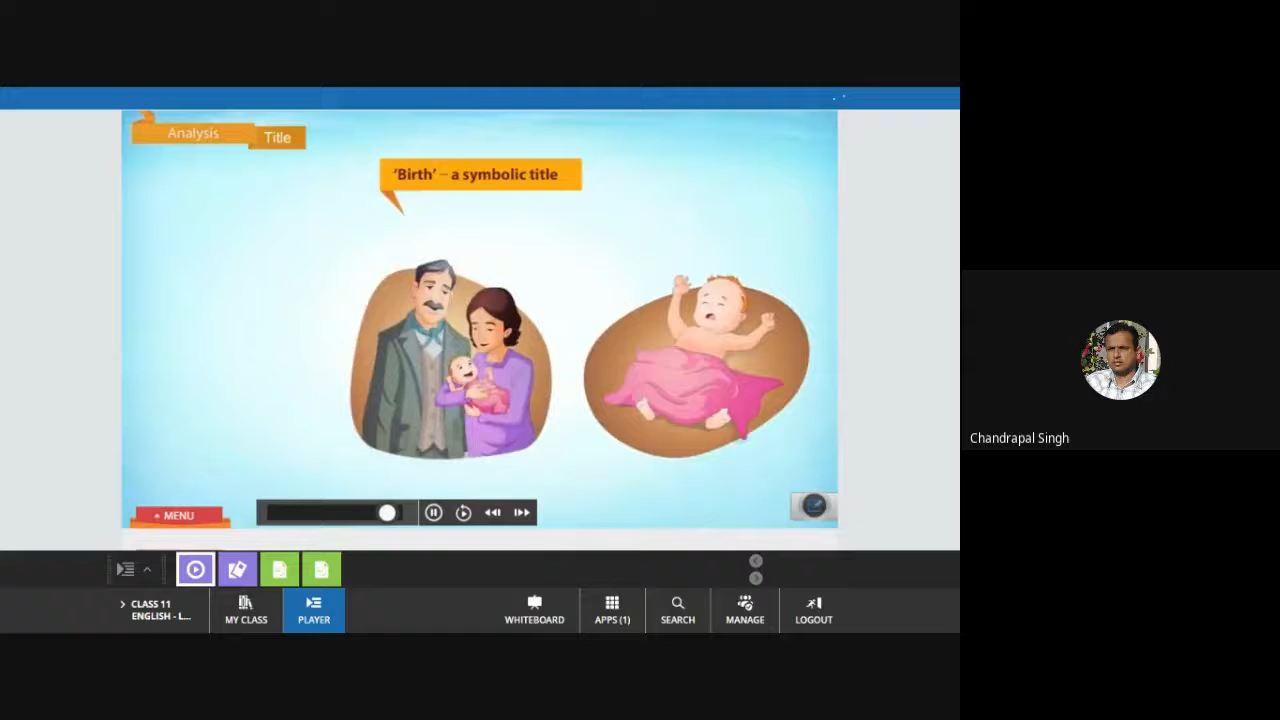 Analysis
Title
‘Birth’ – a symbolic title
Chandrapal Singh
• MENU
CLASS 11
ENGLISH - L...
MY CLASS
PLAYER
WHITEBOARD
APPS (1)
SEARCH
MANAGE
LOGOUT